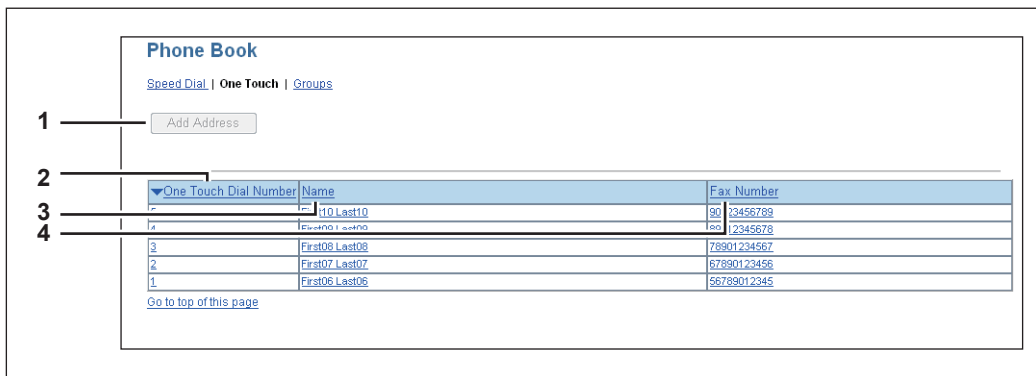 Phone Book
Speed Dial | One Touch | Groups
1
Add Address
2
One Touch Dial Number Name Fax Number
3
Last10
4
Last09
3 First08 Last08 78901234567
2 First07 Last07 67890123456
1 First06 Last06 56789012345
Go to top of this page